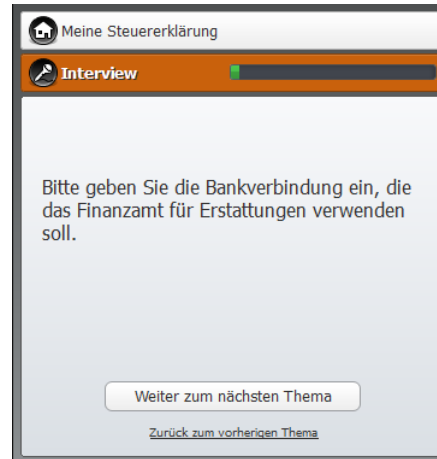 Meine Steuererklärung
Interview
Bitte geben Sie die Bankverbindung ein, die
das Finanzamt für Erstattungen verwenden
soll.
Weiter zum nächsten Thema
Zurück zum vorherigen Thema